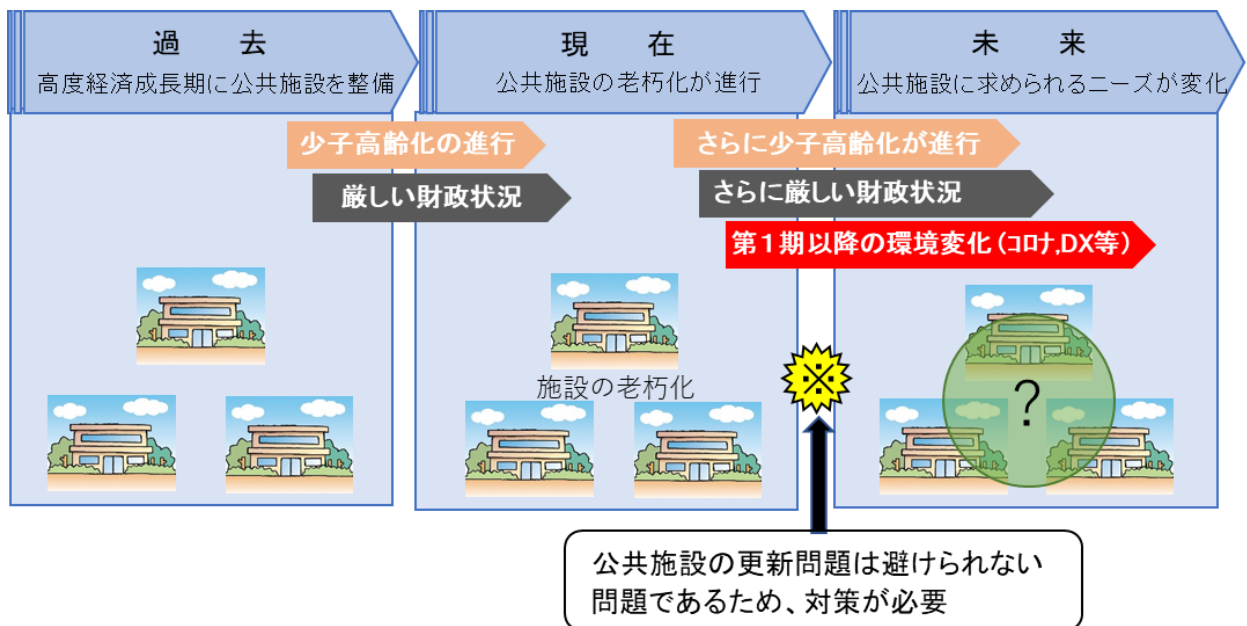 過　去
高度経済成長期に公共施設を整備
現　在
公共施設の老朽化が進行
未　来
公共施設に求められるニーズが変化
少子高齢化の進行
厳しい財政状況
さらに少子高齢化が進行
さらに厳しい財政状況
第１期以降の環境変化（ｺﾛﾅ,DX等）
施設の老朽化
※
？
公共施設の更新問題は避けられない
問題であるため、対策が必要